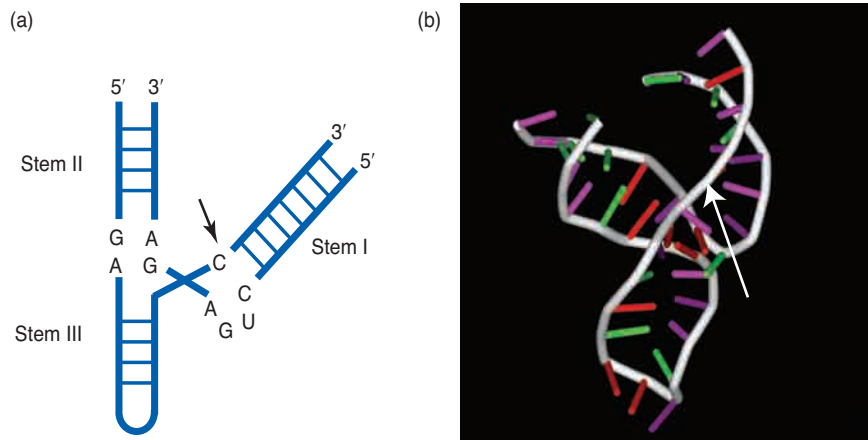 (a)
(b)
5′ 3′
3′
5′
Stem II
Stem I
G A
A G
C
C
A
U
G
Stem III